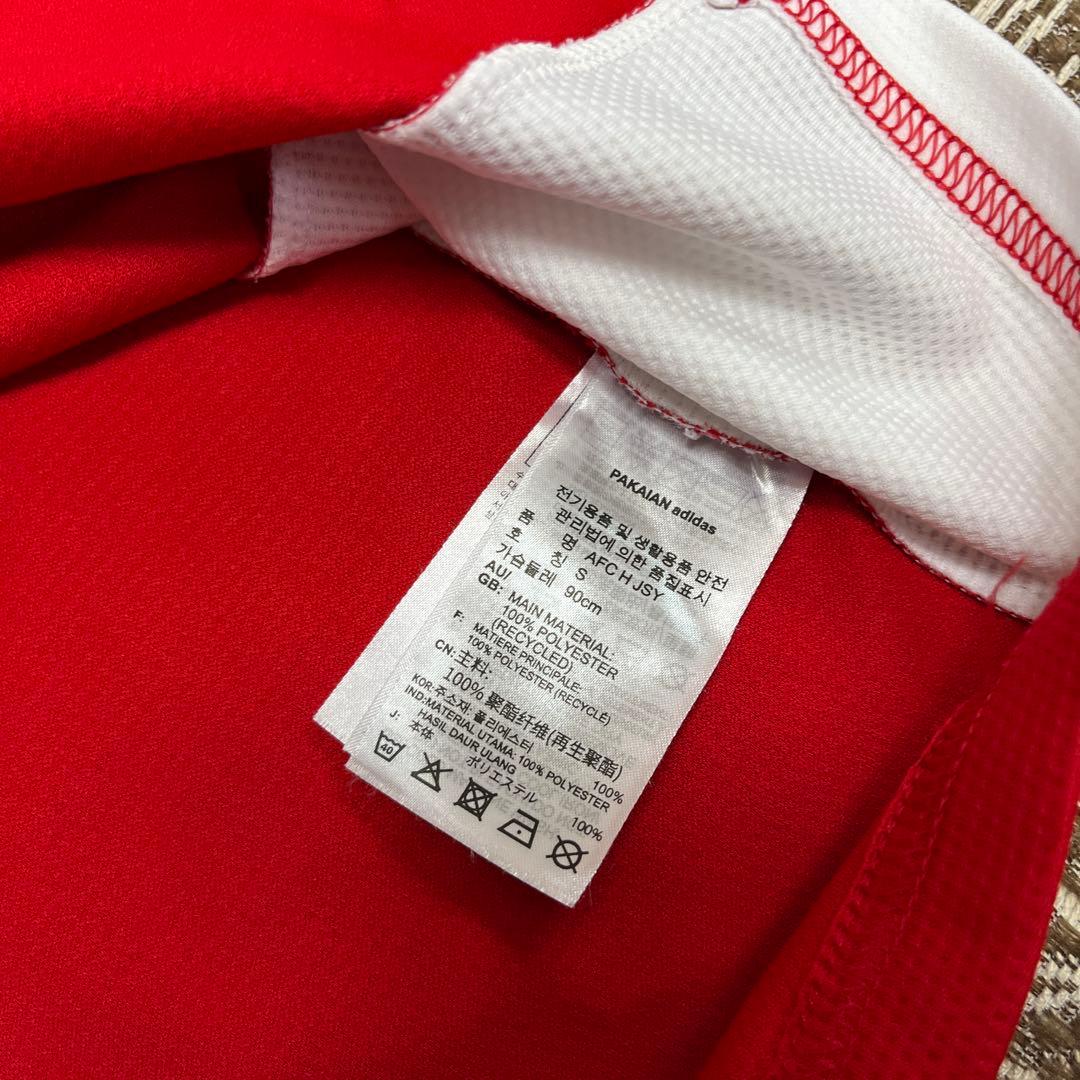 PAKAIAN adidas
전기용품 및 생활용품 안전
관리법에 의한 품질표시
품 명 AFC H JSY
호 칭 S
가슴둘레 90cm
AU/
GB: MAIN MATERIAL:
100% POLYESTER
(RECYCLED)
F: MATIERE PRINCIPALE:
100% POLYESTER (RECYCLÉ)
CN: 主料:
100% 聚酯纤维(再生聚酯)
KOR: 주소재: 폴리에스터 100%
IND:MATERIAL UTAMA: 100% POLYESTER
HASIL DAUR ULANG
J: 本体
ポリエステル 100%
40